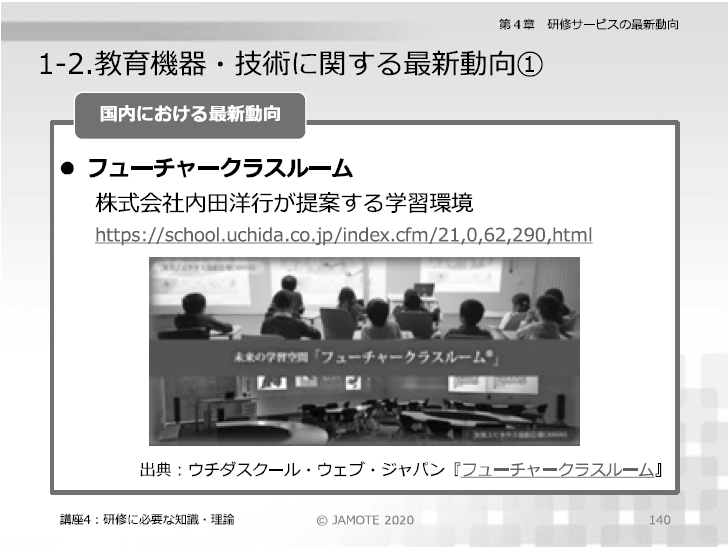 第4章　研修サービスの最新動向
1-2.教育機器・技術に関する最新動向①
国内における最新動向
● フューチャークラスルーム
株式会社内田洋行が提案する学習環境
https://school.uchida.co.jp/index.cfm/21,0,62,290,html
未来の学習空間「フューチャークラスルーム®」
出典：ウチダスクール・ウェブ・ジャパン『フューチャークラスルーム』
講座4：研修に必要な知識・理論
© JAMOTE 2020
140